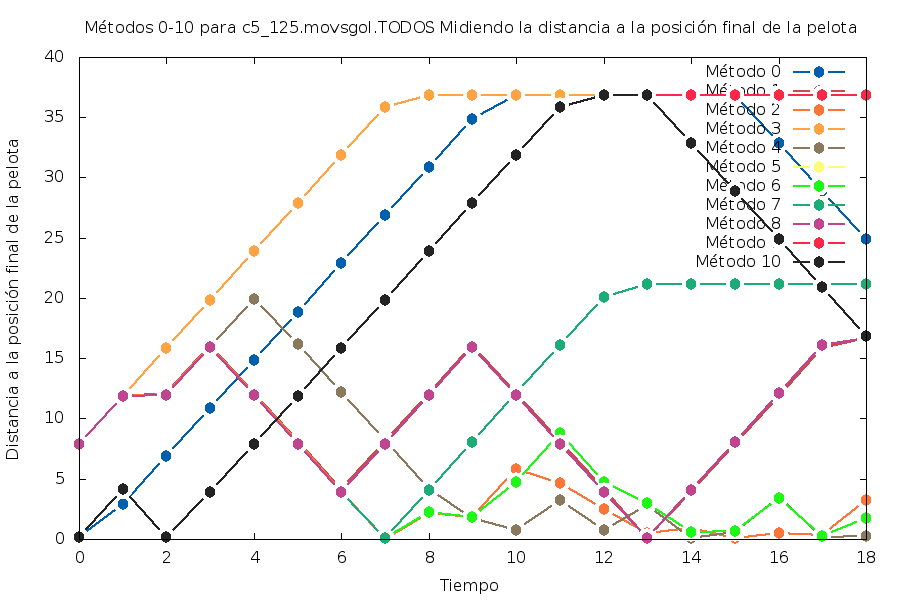 Métodos 0-10 para c5_125.movsgol.TODOS Midiendo la distancia a la posición final de la pelota
40
35
30
25
20
15
10
5
0
Distancia a la posición final de la pelota
Método 0
Método 1
Método 2
Método 3
Método 4
Método 5
Método 6
Método 7
Método 8
Método
Método 10
0 2 4 6 8 10 12 14 16 18
Tiempo